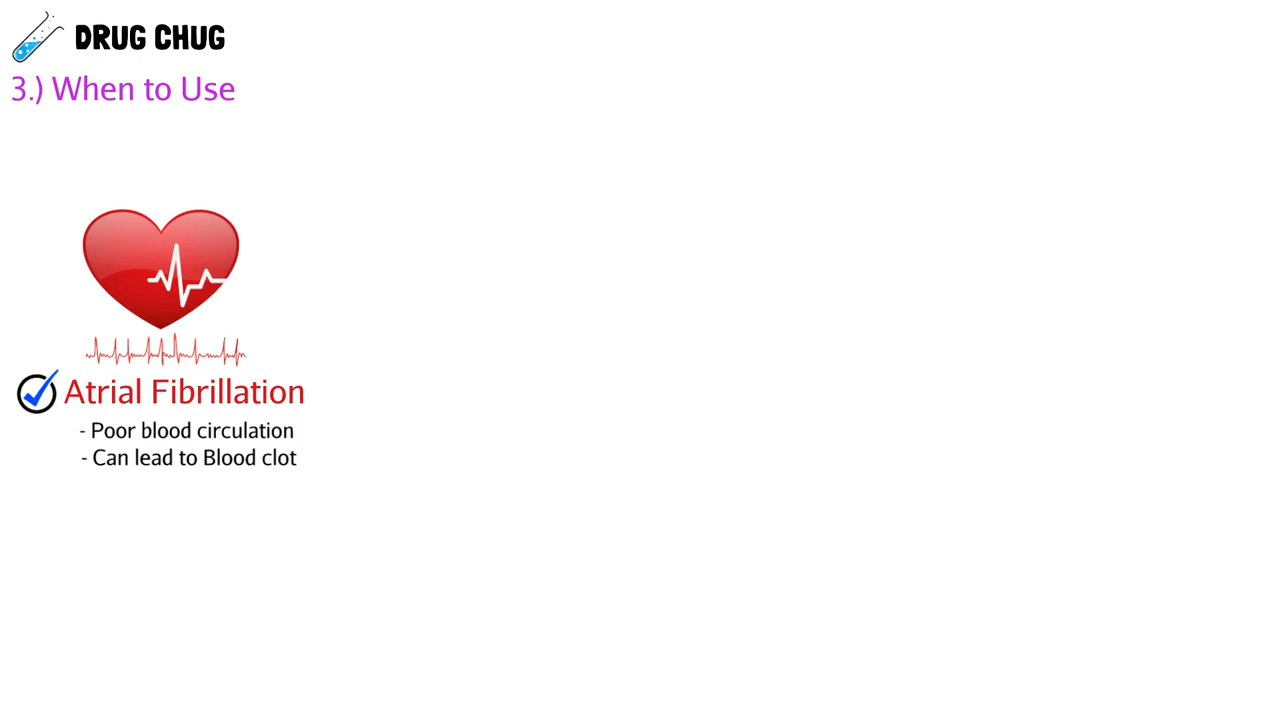 DRUG CHUG
3.) When to Use
Atrial Fibrillation
- Poor blood circulation
- Can lead to Blood clot